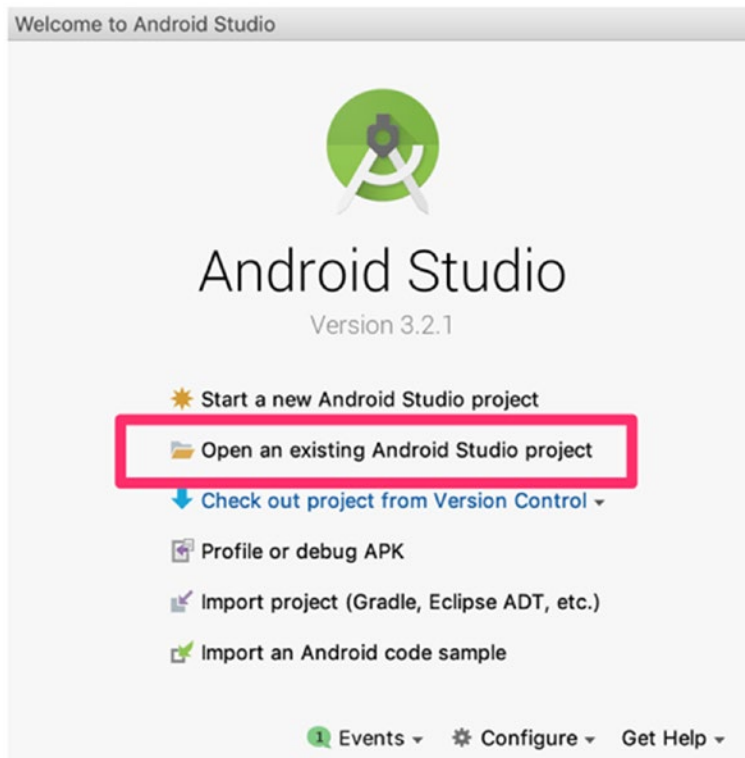 Welcome to Android Studio
Android Studio
Version 3.2.1
Start a new Android Studio project
Open an existing Android Studio project
Check out project from Version Control
Profile or debug APK
Import project (Gradle, Eclipse ADT, etc.)
Import an Android code sample
1 Events Configure Get Help